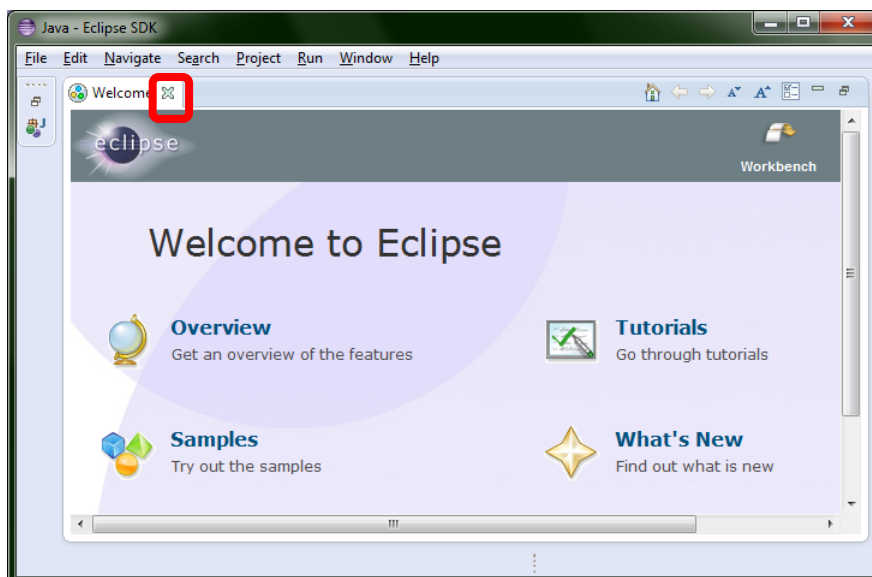 Java - Eclipse SDK
File Edit Navigate Search Project Run Window Help
Welcome
eclipse
Workbench
Welcome to Eclipse
Overview Tutorials
Get an overview of the features Go through tutorials
Samples What's New
Try out the samples Find out what is new